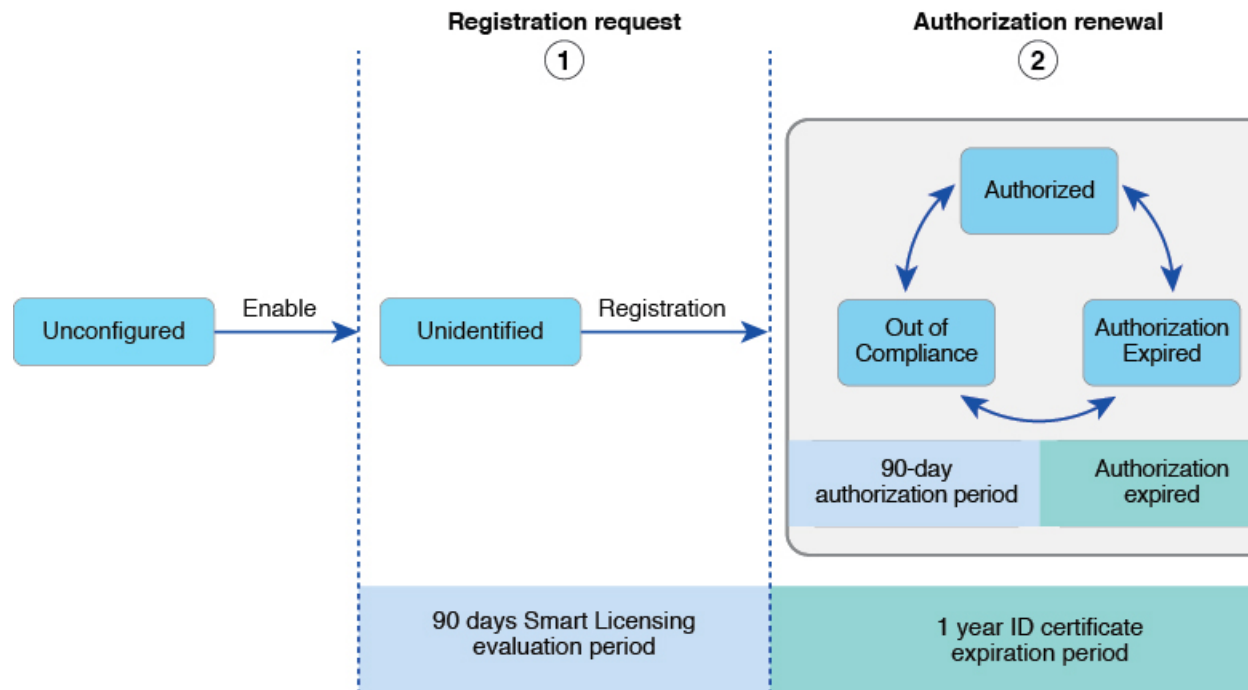 Registration request
1
Authorization renewal
2
Unconfigured
Enable
Unidentified
Registration
Authorized
Out of
Compliance
Authorization
Expired
90-day
authorization period
Authorization
expired
90 days Smart Licensing
evaluation period
1 year ID certificate
expiration period